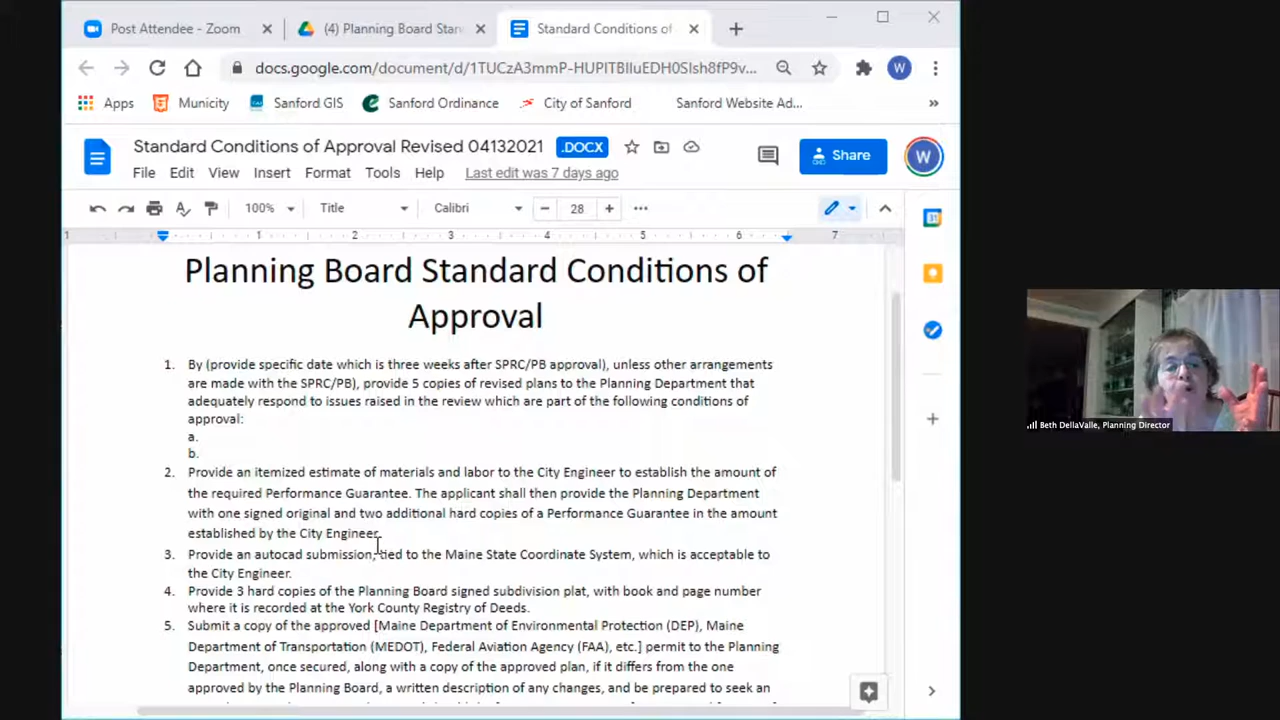 Post Attendee - Zoom
(4) Planning Board Stan
Standard Conditions of
docs.google.com/document/d/
Apps
Municity
Sanford GIS
Sanford Ordinance
City of Sanford
Sanford Website Ad...
»
Standard Conditions of Approval Revised 04132021
.DOCX
Share
W
File Edit View Insert Format Tools Help
Last edit was 7 days ago
100%
Title
Calibri
28
1 1 2 3 4 5 6 7
31
Planning Board Standard Conditions of
Approval
1. By (provide specific date which is three weeks after SPRC/PB approval), unless other arrangements
are made with the SPRC/PB), provide 5 copies of revised plans to the Planning Department that
adequately respond to issues raised in the review which are part of the following conditions of
approval:
a.
b.
2. Provide an itemized estimate of materials and labor to the City Engineer to establish the amount of
the required Performance Guarantee. The applicant shall then provide the Planning Department
with one signed original and two additional hard copies of a Performance Guarantee in the amount
established by the City Engineer.
3. Provide an autocad submission, tied to the Maine State Coordinate System, which is acceptable to
the City Engineer.
4. Provide 3 hard copies of the Planning Board signed subdivision plat, with book and page number
where it is recorded at the York County Registry of Deeds.
5. Submit a copy of the approved [Maine Department of Environmental Protection (DEP), Maine
Department of Transportation (MEDOT), Federal Aviation Agency (FAA), etc.] permit to the Planning
Department, once secured, along with a copy of the approved plan, if it differs from the one
approved by the Planning Board, a written description of any changes, and be prepared to seek an
Beth DellaValle, Planning Director